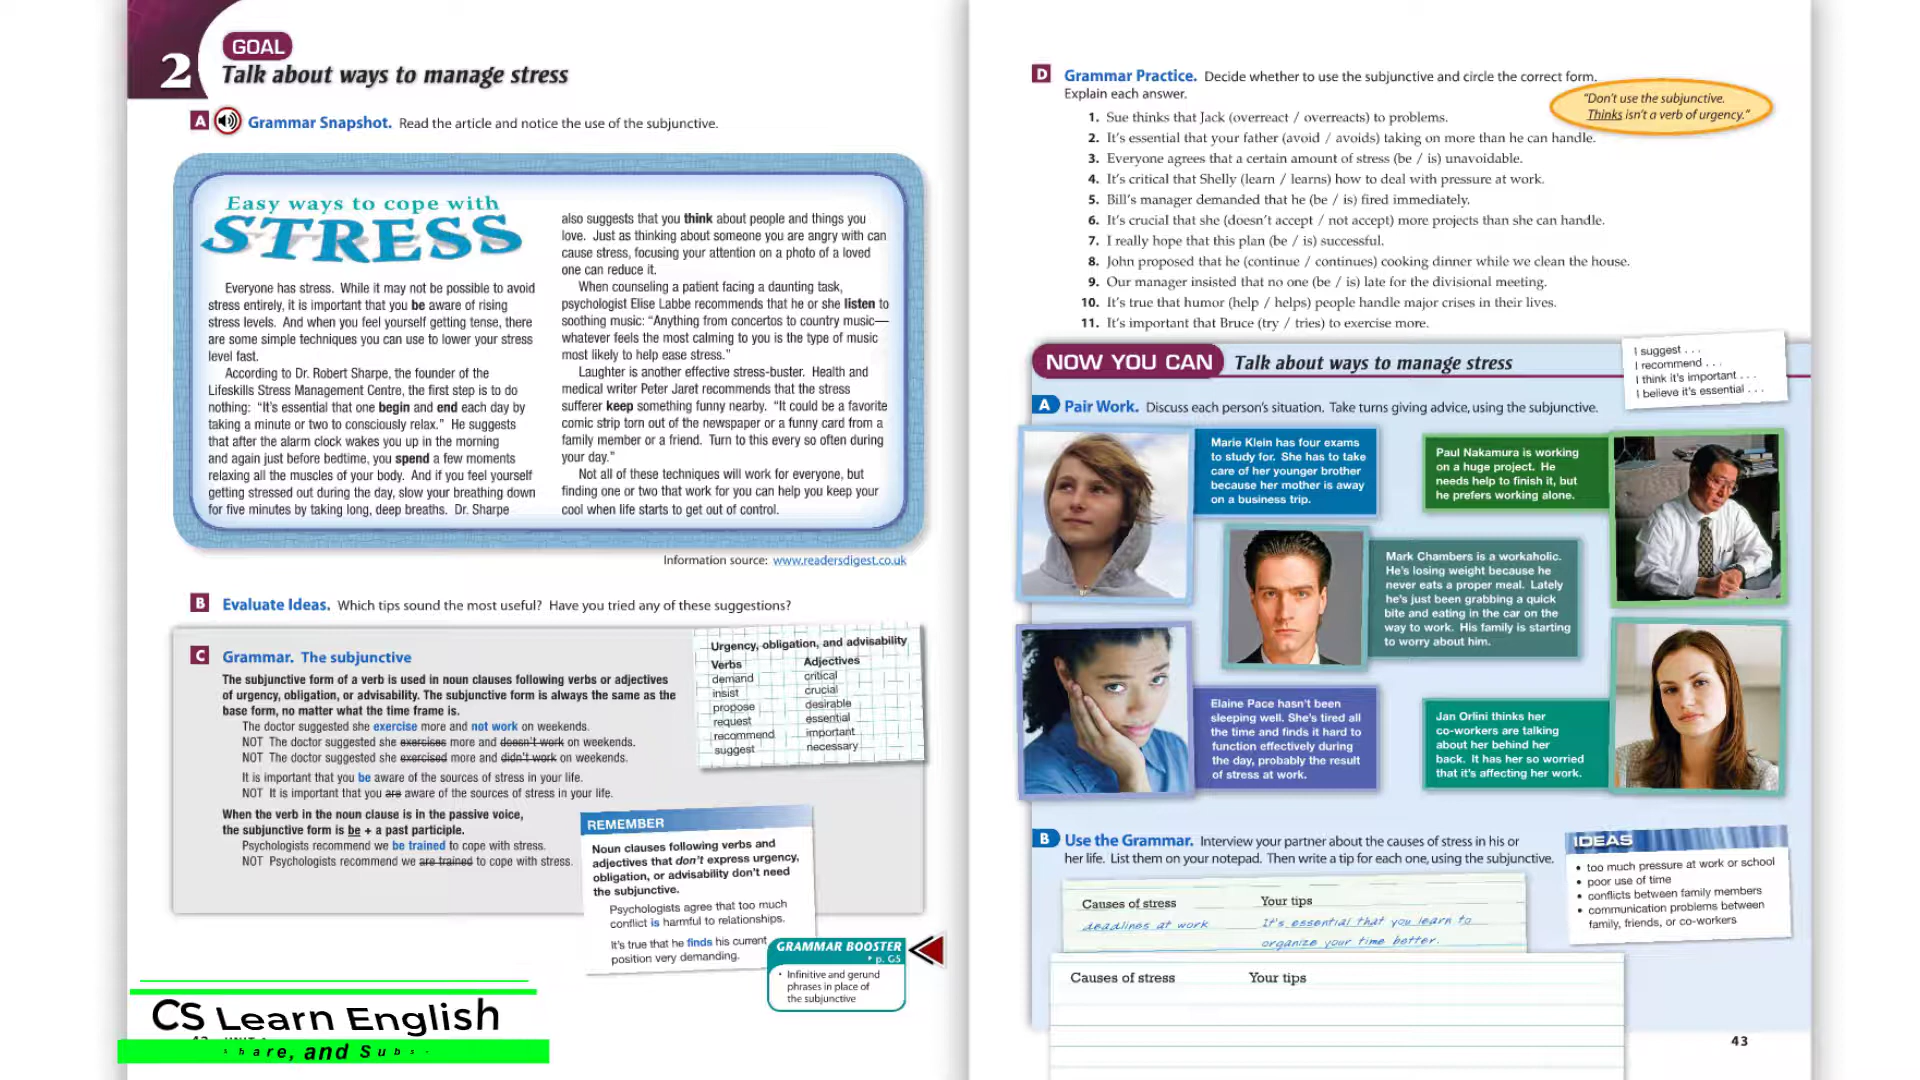 2
GOAL
Talk about ways to manage stress
A Grammar Snapshot. Read the article and notice the use of the subjunctive.
Easy ways to cope with
STRESS
Everyone has stress. While it may not be possible to avoid
stress entirely, it is important that you be aware of rising
stress levels. And when you feel yourself getting tense, there
are some simple techniques you can use to lower your stress
level fast.
According to Dr. Robert Sharpe, the founder of the
Lifeskills Stress Management Centre, the first step is to do
nothing: “It’s essential that one begin and end each day by
taking a minute or two to consciously relax.” He suggests
that after the alarm clock wakes you up in the morning
and again just before bedtime, you spend a few moments
relaxing all the muscles of your body. And if you feel yourself
getting stressed out during the day, slow your breathing down
for five minutes by taking long, deep breaths. Dr. Sharpe
also suggests that you think about people and things you
love. Just as thinking about someone you are angry with can
cause stress, focusing your attention on a photo of a loved
one can reduce it.
When counseling a patient facing a daunting task,
psychologist Elise Labbe recommends that he or she listen to
soothing music: “Anything from concertos to country music—
whatever feels the most calming to you is the type of music
most likely to help ease stress.”
Laughter is another effective stress-buster. Health and
medical writer Peter Jaret recommends that the stress
sufferer keep something funny nearby. “It could be a favorite
comic strip torn out of the newspaper or a funny card from a
family member or a friend. Turn to this every so often during
your day.”
Not all of these techniques will work for everyone, but
finding one or two that work for you can help you keep your
cool when life starts to get out of control.
Information source: www.readersdigest.co.uk
B Evaluate Ideas. Which tips sound the most useful? Have you tried any of these suggestions?
C Grammar. The subjunctive
The subjunctive form of a verb is used in noun clauses following verbs or adjectives
of urgency, obligation, or advisability. The subjunctive form is always the same as the
base form, no matter what the time frame is.
The doctor suggested she exercise more and not work on weekends.
NOT The doctor suggested she exercises more and doesn’t work on weekends.
NOT The doctor suggested she exercised more and didn’t work on weekends.
It is important that you be aware of the sources of stress in your life.
NOT It is important that you are aware of the sources of stress in your life.
When the verb in the noun clause is in the passive voice,
the subjunctive form is be + a past participle.
Psychologists recommend we be trained to cope with stress.
NOT Psychologists recommend we are trained to cope with stress.
Urgency, obligation, and advisability
Verbs Adjectives
demand critical
insist crucial
propose desirable
request essential
recommend important
suggest necessary
REMEMBER
Noun clauses following verbs and
adjectives that don’t express urgency,
obligation, or advisability don’t need
the subjunctive.
Psychologists agree that too much
conflict is harmful to relationships.
It’s true that he finds his current
position very demanding.
GRAMMAR BOOSTER
▸ p. G5
• Infinitive and gerund
phrases in place of
the subjunctive
CS Learn English
hare, and Subs
D Grammar Practice. Decide whether to use the subjunctive and circle the correct form.
Explain each answer.
“Don’t use the subjunctive.
Thinks isn’t a verb of urgency.”
1. Sue thinks that Jack (overreact / overreacts) to problems.
2. It’s essential that your father (avoid / avoids) taking on more than he can handle.
3. Everyone agrees that a certain amount of stress (be / is) unavoidable.
4. It’s critical that Shelly (learn / learns) how to deal with pressure at work.
5. Bill’s manager demanded that he (be / is) fired immediately.
6. It’s crucial that she (doesn’t accept / not accept) more projects than she can handle.
7. I really hope that this plan (be / is) successful.
8. John proposed that he (continue / continues) cooking dinner while we clean the house.
9. Our manager insisted that no one (be / is) late for the divisional meeting.
10. It’s true that humor (help / helps) people handle major crises in their lives.
11. It’s important that Bruce (try / tries) to exercise more.
NOW YOU CAN Talk about ways to manage stress
I suggest . . .
I recommend . . .
I think it’s important . . .
I believe it’s essential . . .
A Pair Work. Discuss each person’s situation. Take turns giving advice, using the subjunctive.
Marie Klein has four exams
to study for. She has to take
care of her younger brother
because her mother is away
on a business trip.
Paul Nakamura is working
on a huge project. He
needs help to finish it, but
he prefers working alone.
Mark Chambers is a workaholic.
He’s losing weight because he
never eats a proper meal. Lately
he’s just been grabbing a quick
bite and eating in the car on the
way to work. His family is starting
to worry about him.
Elaine Pace hasn’t been
sleeping well. She’s tired all
the time and finds it hard to
function effectively during
the day, probably the result
of stress at work.
Jan Orlini thinks her
co-workers are talking
about her behind her
back. It has her so worried
that it’s affecting her work.
B Use the Grammar. Interview your partner about the causes of stress in his or
her life. List them on your notepad. Then write a tip for each one, using the subjunctive.
IDEAS
• too much pressure at work or school
• poor use of time
• conflicts between family members
• communication problems between
family, friends, or co-workers
Causes of stress Your tips
deadlines at work It’s essential that you learn to
organize your time better.
Causes of stress Your tips
43